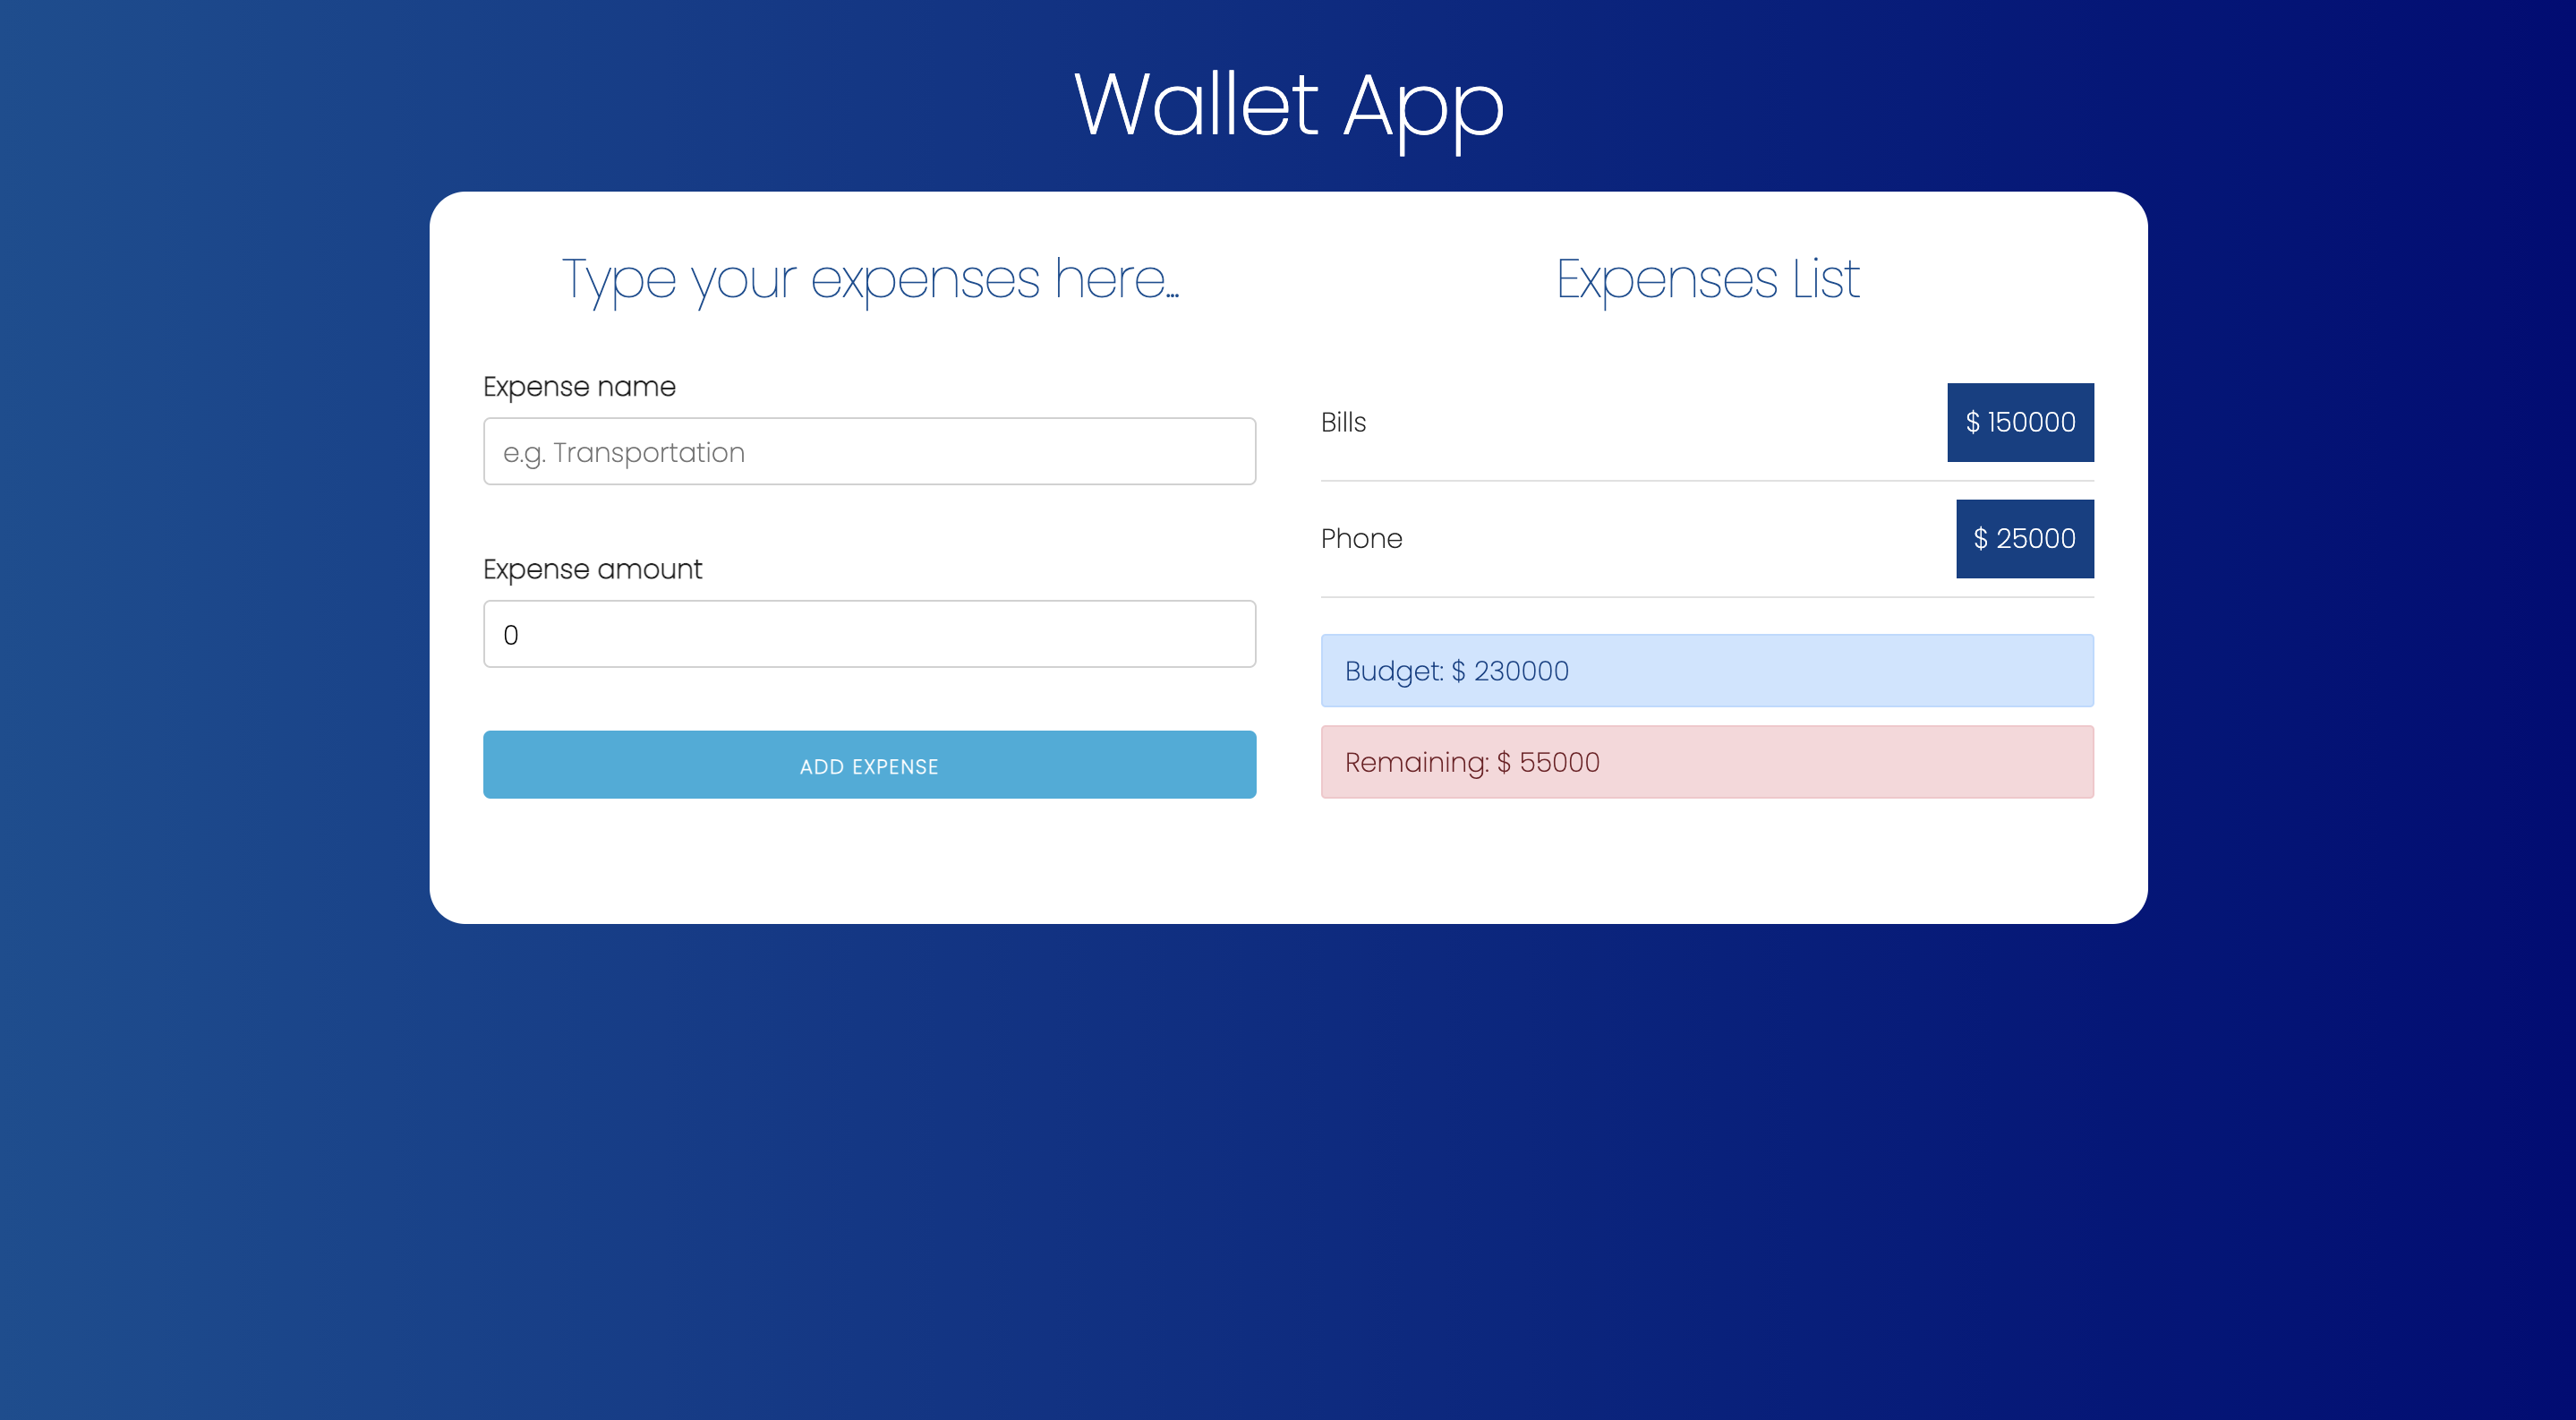 Wallet App
Type your expenses here...
Expense name
e.g. Transportation
Expense amount
0
ADD EXPENSE
Expenses List
Bills
$ 150000
Phone
$ 25000
Budget: $ 230000
Remaining: $ 55000